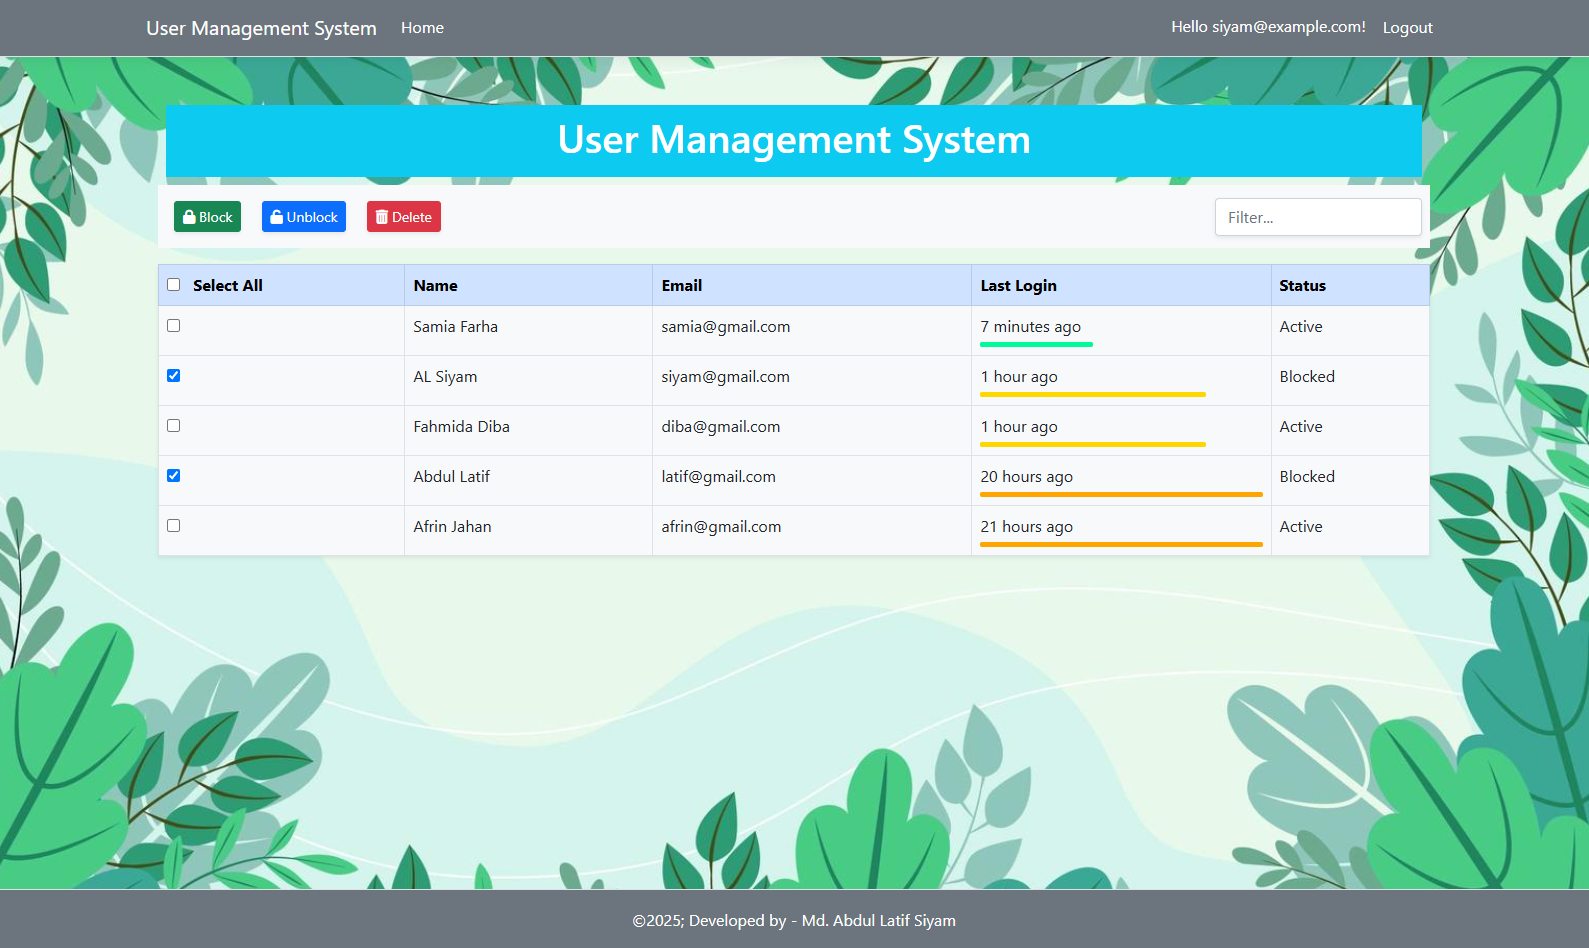 User Management System Home Hello siyam@example.com! Logout
User Management System
Block Unblock Delete Filter...
Select All Name Email Last Login Status
Samia Farha samia@gmail.com 7 minutes ago Active
AL Siyam siyam@gmail.com 1 hour ago Blocked
Fahmida Diba diba@gmail.com 1 hour ago Active
Abdul Latif latif@gmail.com 20 hours ago Blocked
Afrin Jahan afrin@gmail.com 21 hours ago Active
©2025; Developed by - Md. Abdul Latif Siyam